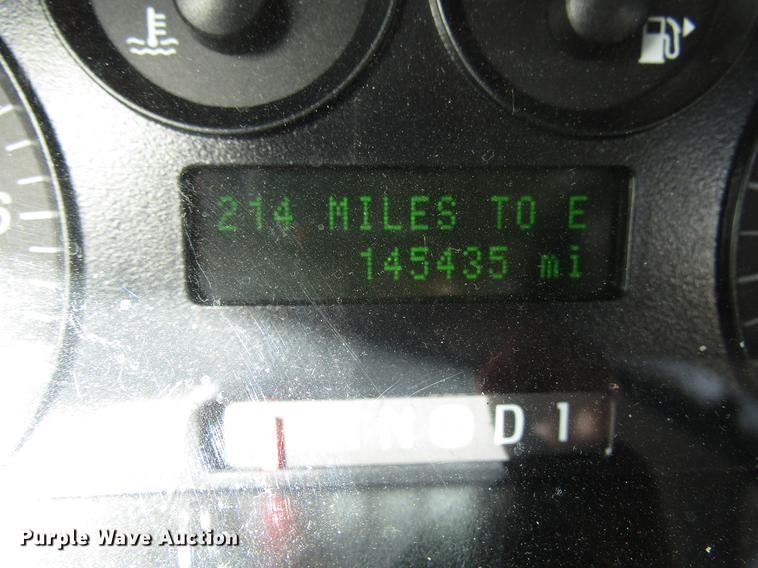 214 MILES TO E
145435 mi
N D 1
Purple Wave Auction